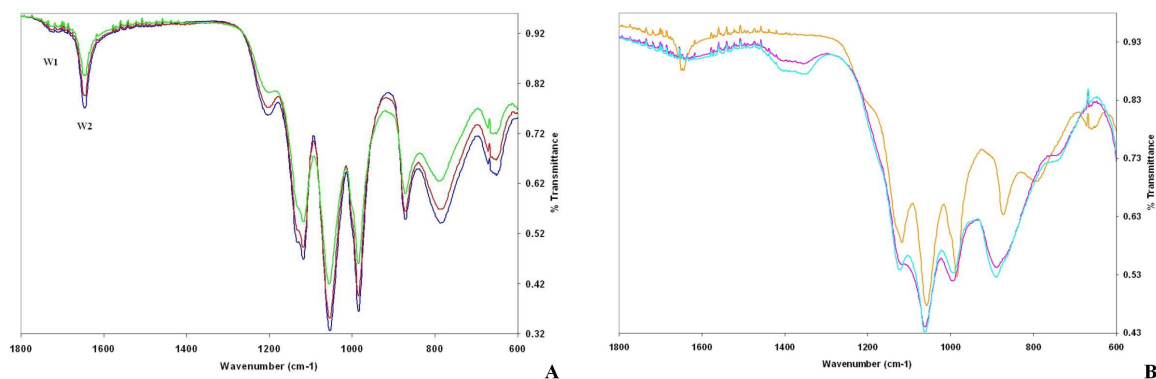 0.92
0.82
0.72
0.62
0.52
0.42
0.32
% Transmittance
W1
W2
1800 1600 1400 1200 1000 800 600
Wavenumber (cm-1)
A
0.93
0.83
0.73
0.63
0.53
0.43
% Transmittance
1800 1600 1400 1200 1000 800 600
Wavenumber (cm-1)
B